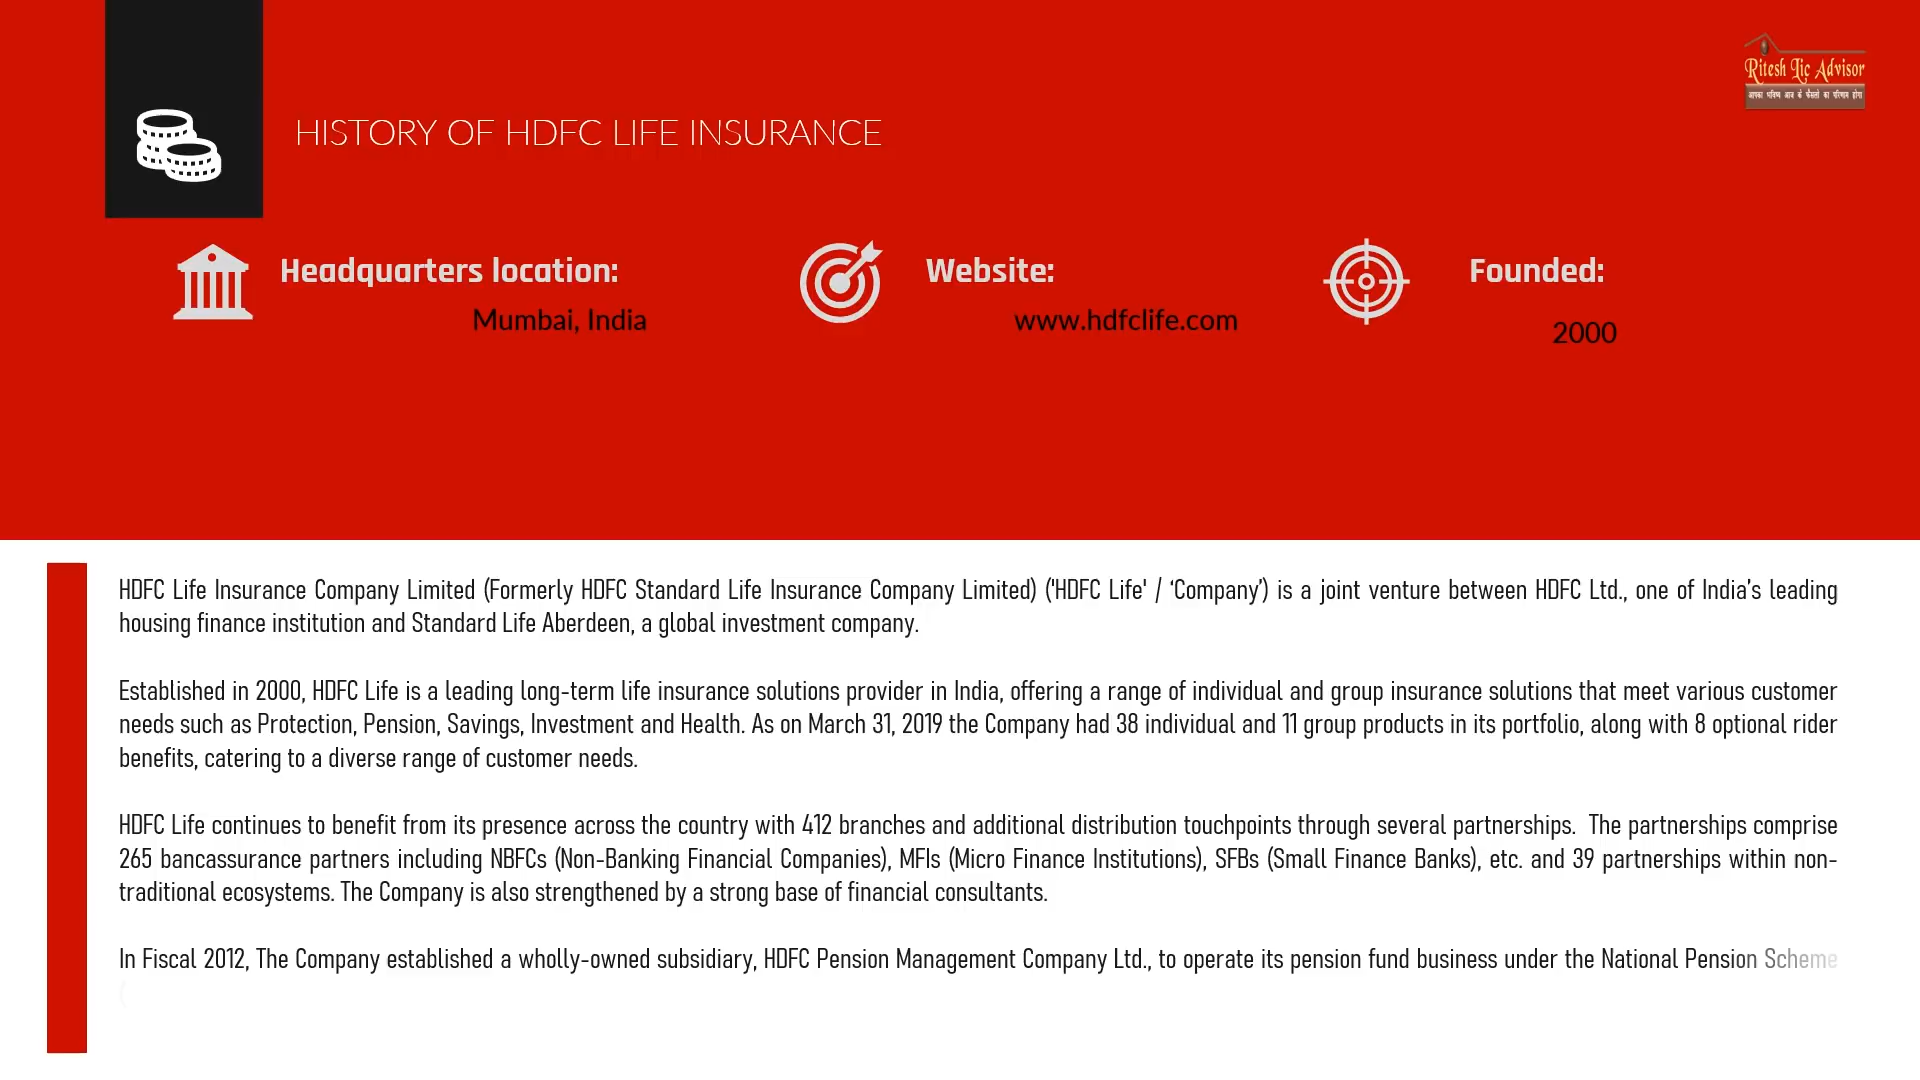 Ritesh Lic Advisor
आपका भविष्य आज के फैसलो का परिणाम होगा
HISTORY OF HDFC LIFE INSURANCE
Headquarters location:
Mumbai, India
Website:
www.hdfclife.com
Founded:
2000
HDFC Life Insurance Company Limited (Formerly HDFC Standard Life Insurance Company Limited) ('HDFC Life' / ‘Company’) is a joint venture between HDFC Ltd., one of India’s leading
housing finance institution and Standard Life Aberdeen, a global investment company.
Established in 2000, HDFC Life is a leading long-term life insurance solutions provider in India, offering a range of individual and group insurance solutions that meet various customer
needs such as Protection, Pension, Savings, Investment and Health. As on March 31, 2019 the Company had 38 individual and 11 group products in its portfolio, along with 8 optional rider
benefits, catering to a diverse range of customer needs.
HDFC Life continues to benefit from its presence across the country with 412 branches and additional distribution touchpoints through several partnerships. The partnerships comprise
265 bancassurance partners including NBFCs (Non-Banking Financial Companies), MFIs (Micro Finance Institutions), SFBs (Small Finance Banks), etc. and 39 partnerships within non-
traditional ecosystems. The Company is also strengthened by a strong base of financial consultants.
In Fiscal 2012, The Company established a wholly-owned subsidiary, HDFC Pension Management Company Ltd., to operate its pension fund business under the National Pension Scheme
(